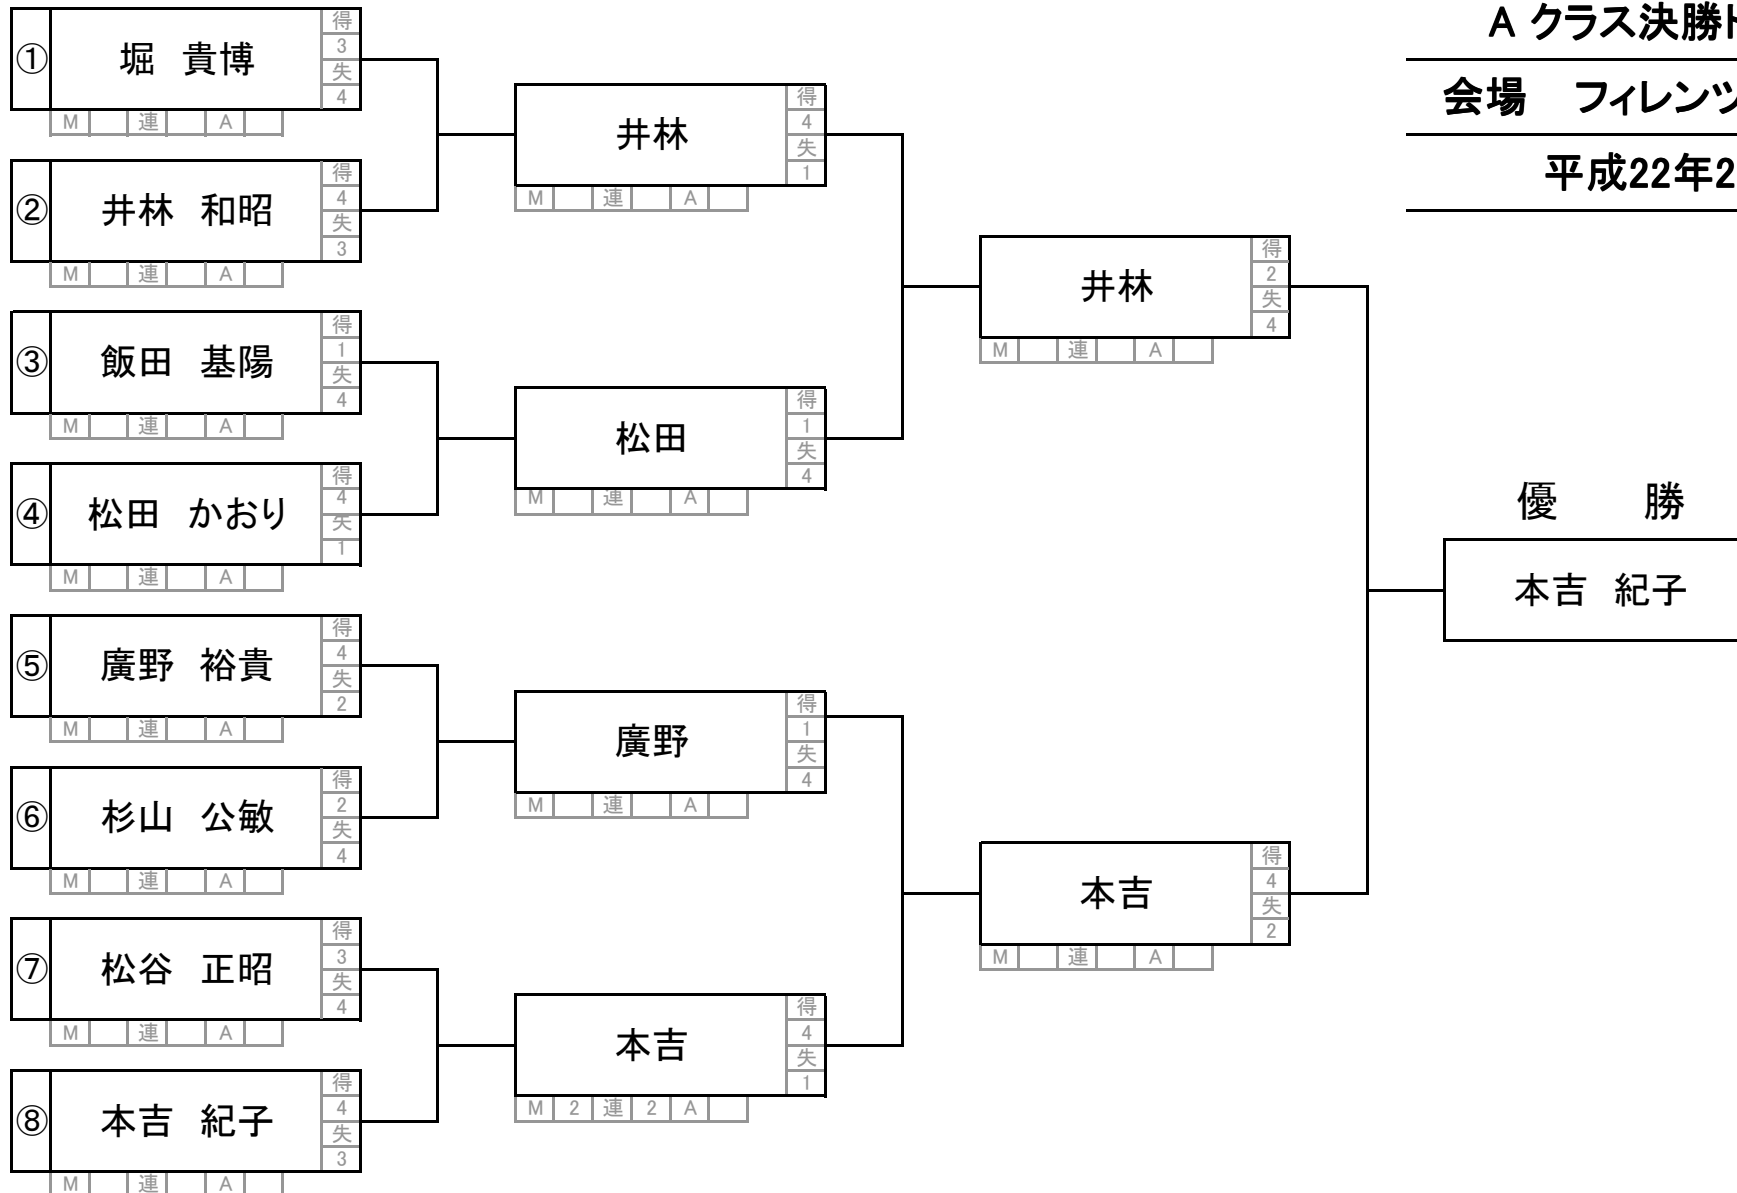 A クラス決勝
会場　フィレンツ
平成22年2
① 堀　貴博 得 3 失 4
M 連 A
② 井林　和昭 得 4 失 3
M 連 A
③ 飯田　基陽 得 1 失 4
M 連 A
④ 松田　かおり 得 4 失 1
M 連 A
⑤ 廣野　裕貴 得 4 失 2
M 連 A
⑥ 杉山　公敏 得 2 失 4
M 連 A
⑦ 松谷　正昭 得 3 失 4
M 連 A
⑧ 本吉　紀子 得 4 失 3
M 連 A
井林 得 4 失 1
M 連 A
松田 得 1 失 4
M 連 A
廣野 得 1 失 4
M 連 A
本吉 得 4 失 1
M 2 連 2 A
井林 得 2 失 4
M 連 A
本吉 得 4 失 2
M 連 A
優　勝
本吉　紀子